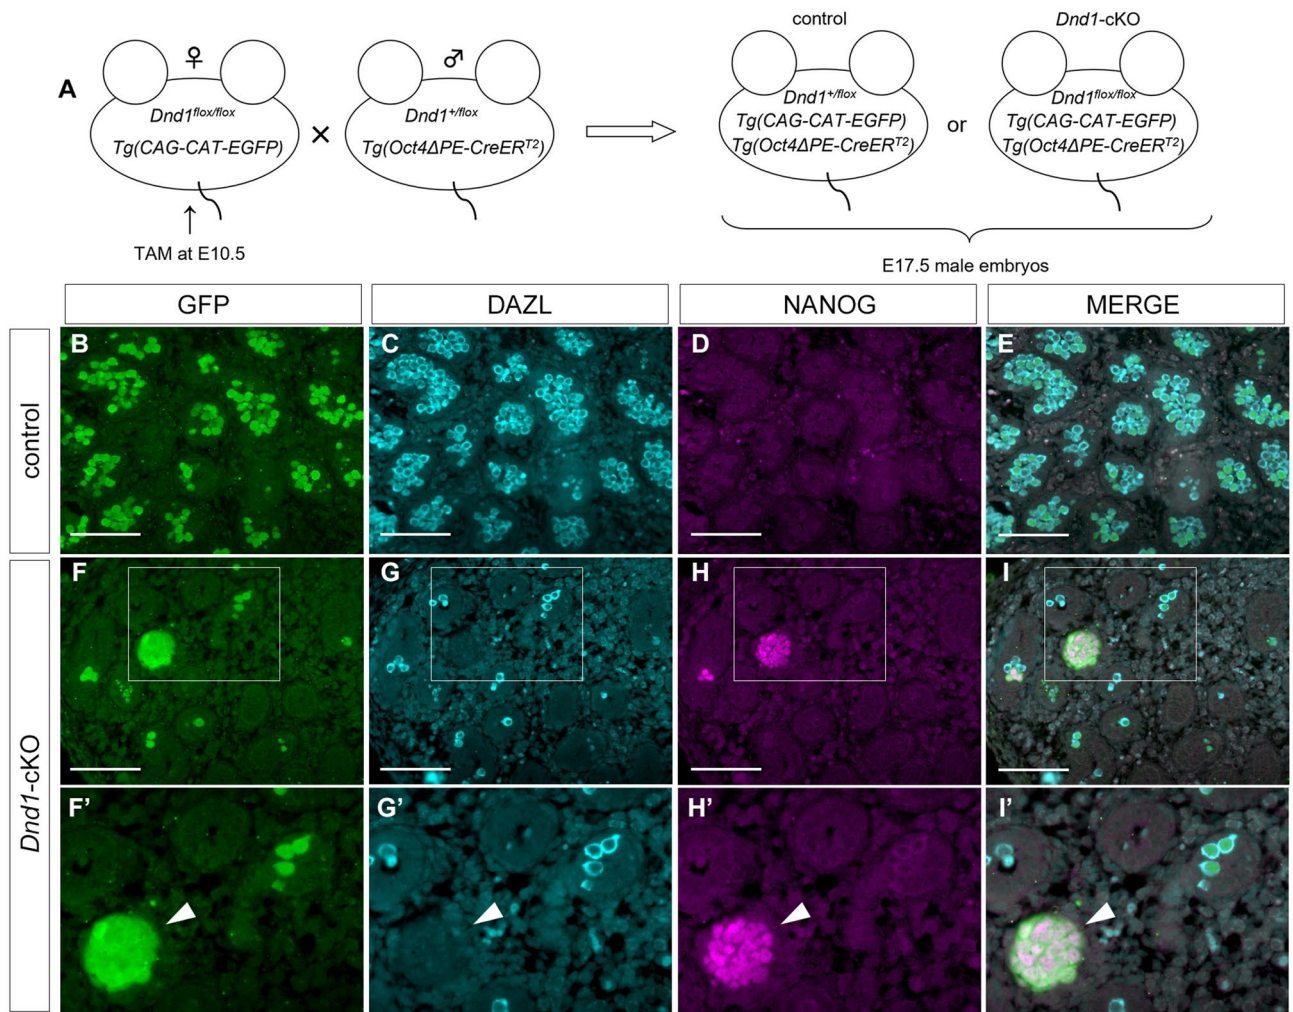 A
♀
Dnd1flox/flox
Tg(CAG-CAT-EGFP)
TAM at E10.5
×
♂
Dnd1+/flox
Tg(Oct4ΔPE-CreERT2)
control
Dnd1+/flox
Tg(CAG-CAT-EGFP)
Tg(Oct4ΔPE-CreERT2)
or
Dnd1-cKO
Dnd1flox/flox
Tg(CAG-CAT-EGFP)
Tg(Oct4ΔPE-CreERT2)
E17.5 male embryos
GFP
DAZL
NANOG
MERGE
control
B
C
D
E
Dnd1-cKO
F
G
H
I
F'
G'
H'
I'